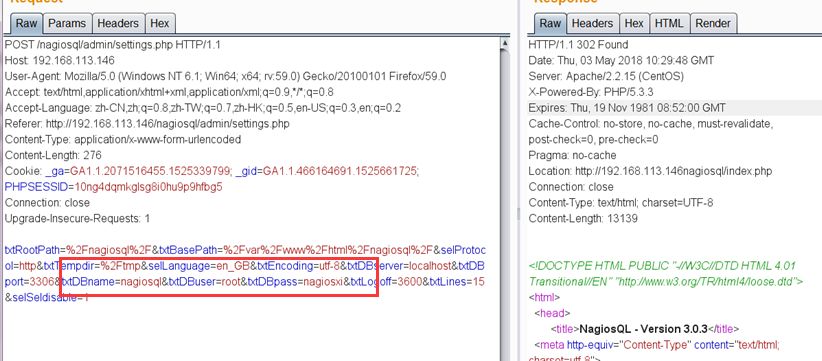 Request
Raw Params Headers Hex
POST /nagiosql/admin/settings.php HTTP/1.1
Host: 192.168.113.146
User-Agent: Mozilla/5.0 (Windows NT 6.1; Win64; x64; rv:59.0) Gecko/20100101 Firefox/59.0
Accept: text/html,application/xhtml+xml,application/xml;q=0.9,*/*;q=0.8
Accept-Language: zh-CN,zh;q=0.8,zh-TW;q=0.7,zh-HK;q=0.5,en-US;q=0.3,en;q=0.2
Referer: http://192.168.113.146/nagiosql/admin/settings.php
Content-Type: application/x-www-form-urlencoded
Content-Length: 276
Cookie: _ga=GA1.1.2071516455.1525339799; _gid=GA1.1.466164691.1525661725;
PHPSESSID=10ng4dqmkglsg8i0hu9p9hfbg5
Connection: close
Upgrade-Insecure-Requests: 1
txtRootPath=%2Fnagiosql%2F&txtBasePath=%2Fvar%2Fwww%2Fhtml%2Fnagiosql%2F&selProtoc
ol=http&txtTempdir=%2Ftmp&selLanguage=en_GB&txtEncoding=utf-8&txtDBserver=localhost&txtDB
port=3306&txtDBname=nagiosql&txtDBuser=root&txtDBpass=nagiosxi&txtLogoff=3600&txtLines=15
&selSeldisable=1
Response
Raw Headers Hex HTML Render
HTTP/1.1 302 Found
Date: Thu, 03 May 2018 10:29:48 GMT
Server: Apache/2.2.15 (CentOS)
X-Powered-By: PHP/5.3.3
Expires: Thu, 19 Nov 1981 08:52:00 GMT
Cache-Control: no-store, no-cache, must-revalidate,
post-check=0, pre-check=0
Pragma: no-cache
Location: http://192.168.113.146nagiosql/index.php
Connection: close
Content-Type: text/html; charset=UTF-8
Content-Length: 13139
<!DOCTYPE HTML PUBLIC "-//W3C//DTD HTML 4.01
Transitional//EN" "http://www.w3.org/TR/html4/loose.dtd">
<html>
<head>
<title>NagiosQL - Version 3.0.3</title>
<meta http-equiv="Content-Type" content="text/html;
charset=utf-8">